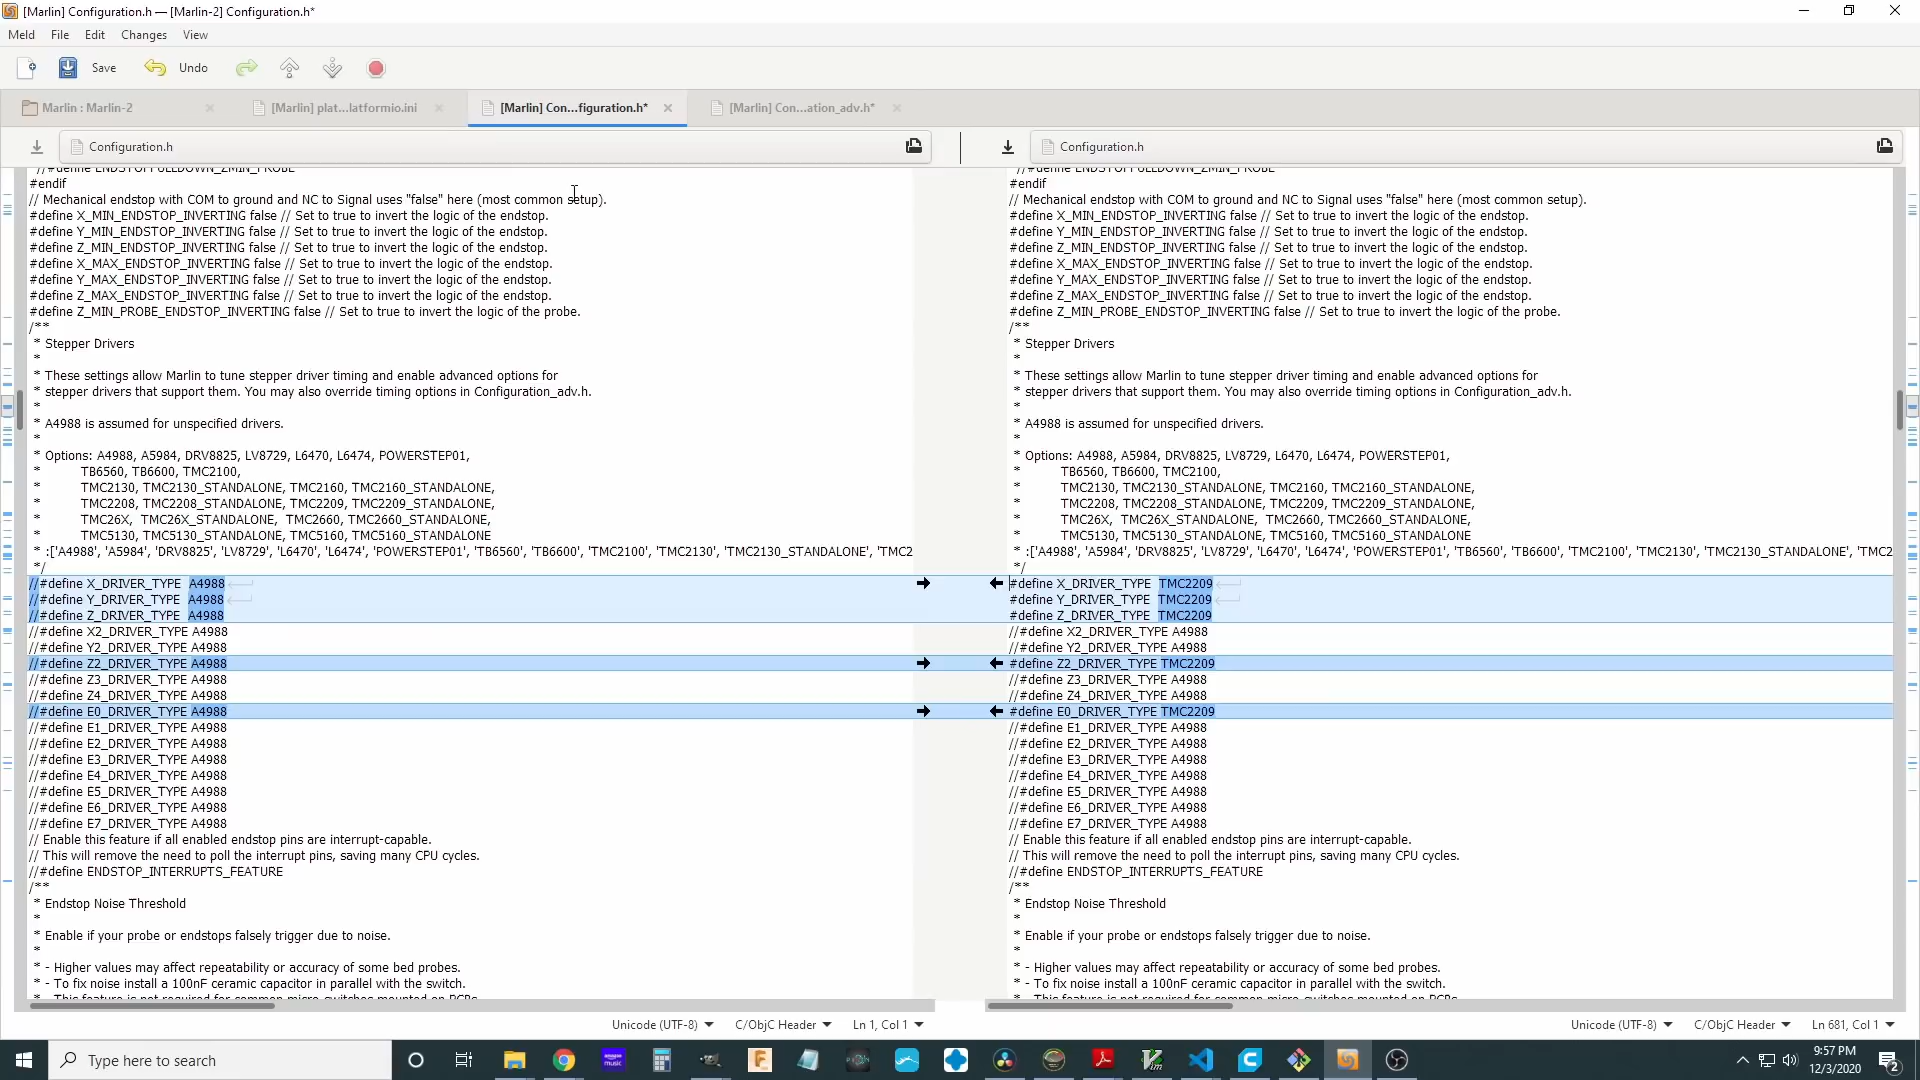 [Marlin] Configuration.h — [Marlin-2] Configuration.h*
Meld File Edit Changes View
Save Undo
Marlin : Marlin-2 [Marlin] plat...latformio.ini [Marlin] Con...figuration.h* [Marlin] Con...ation_adv.h*
Configuration.h
//#define ENDSTOPPULLDOWN_ZMIN_PROBE
#endif
// Mechanical endstop with COM to ground and NC to Signal uses "false" here (most common setup).
#define X_MIN_ENDSTOP_INVERTING false // Set to true to invert the logic of the endstop.
#define Y_MIN_ENDSTOP_INVERTING false // Set to true to invert the logic of the endstop.
#define Z_MIN_ENDSTOP_INVERTING false // Set to true to invert the logic of the endstop.
#define X_MAX_ENDSTOP_INVERTING false // Set to true to invert the logic of the endstop.
#define Y_MAX_ENDSTOP_INVERTING false // Set to true to invert the logic of the endstop.
#define Z_MAX_ENDSTOP_INVERTING false // Set to true to invert the logic of the endstop.
#define Z_MIN_PROBE_ENDSTOP_INVERTING false // Set to true to invert the logic of the probe.
/**
* Stepper Drivers
*
* These settings allow Marlin to tune stepper driver timing and enable advanced options for
* stepper drivers that support them. You may also override timing options in Configuration_adv.h.
*
* A4988 is assumed for unspecified drivers.
*
* Options: A4988, A5984, DRV8825, LV8729, L6470, L6474, POWERSTEP01,
* TB6560, TB6600, TMC2100,
* TMC2130, TMC2130_STANDALONE, TMC2160, TMC2160_STANDALONE,
* TMC2208, TMC2208_STANDALONE, TMC2209, TMC2209_STANDALONE,
* TMC26X, TMC26X_STANDALONE, TMC2660, TMC2660_STANDALONE,
* TMC5130, TMC5130_STANDALONE, TMC5160, TMC5160_STANDALONE
* :['A4988', 'A5984', 'DRV8825', 'LV8729', 'L6470', 'L6474', 'POWERSTEP01', 'TB6560', 'TB6600', 'TMC2100', 'TMC2130', 'TMC2130_STANDALONE', 'TMC2
*/
//#define X_DRIVER_TYPE A4988
//#define Y_DRIVER_TYPE A4988
//#define Z_DRIVER_TYPE A4988
//#define X2_DRIVER_TYPE A4988
//#define Y2_DRIVER_TYPE A4988
//#define Z2_DRIVER_TYPE A4988
//#define Z3_DRIVER_TYPE A4988
//#define Z4_DRIVER_TYPE A4988
//#define E0_DRIVER_TYPE A4988
//#define E1_DRIVER_TYPE A4988
//#define E2_DRIVER_TYPE A4988
//#define E3_DRIVER_TYPE A4988
//#define E4_DRIVER_TYPE A4988
//#define E5_DRIVER_TYPE A4988
//#define E6_DRIVER_TYPE A4988
//#define E7_DRIVER_TYPE A4988
// Enable this feature if all enabled endstop pins are interrupt-capable.
// This will remove the need to poll the interrupt pins, saving many CPU cycles.
//#define ENDSTOP_INTERRUPTS_FEATURE
/**
* Endstop Noise Threshold
*
* Enable if your probe or endstops falsely trigger due to noise.
*
* - Higher values may affect repeatability or accuracy of some bed probes.
* - To fix noise install a 100nF ceramic capacitor in parallel with the switch.
* - This feature is not required for common micro-switches mounted on PCBs
Unicode (UTF-8) C/ObjC Header Ln 1, Col 1
Configuration.h
//#define ENDSTOPPULLDOWN_ZMIN_PROBE
#endif
// Mechanical endstop with COM to ground and NC to Signal uses "false" here (most common setup).
#define X_MIN_ENDSTOP_INVERTING false // Set to true to invert the logic of the endstop.
#define Y_MIN_ENDSTOP_INVERTING false // Set to true to invert the logic of the endstop.
#define Z_MIN_ENDSTOP_INVERTING false // Set to true to invert the logic of the endstop.
#define X_MAX_ENDSTOP_INVERTING false // Set to true to invert the logic of the endstop.
#define Y_MAX_ENDSTOP_INVERTING false // Set to true to invert the logic of the endstop.
#define Z_MAX_ENDSTOP_INVERTING false // Set to true to invert the logic of the endstop.
#define Z_MIN_PROBE_ENDSTOP_INVERTING false // Set to true to invert the logic of the probe.
/**
* Stepper Drivers
*
* These settings allow Marlin to tune stepper driver timing and enable advanced options for
* stepper drivers that support them. You may also override timing options in Configuration_adv.h.
*
* A4988 is assumed for unspecified drivers.
*
* Options: A4988, A5984, DRV8825, LV8729, L6470, L6474, POWERSTEP01,
* TB6560, TB6600, TMC2100,
* TMC2130, TMC2130_STANDALONE, TMC2160, TMC2160_STANDALONE,
* TMC2208, TMC2208_STANDALONE, TMC2209, TMC2209_STANDALONE,
* TMC26X, TMC26X_STANDALONE, TMC2660, TMC2660_STANDALONE,
* TMC5130, TMC5130_STANDALONE, TMC5160, TMC5160_STANDALONE
* :['A4988', 'A5984', 'DRV8825', 'LV8729', 'L6470', 'L6474', 'POWERSTEP01', 'TB6560', 'TB6600', 'TMC2100', 'TMC2130', 'TMC2130_STANDALONE', 'TMC2
*/
#define X_DRIVER_TYPE TMC2209
#define Y_DRIVER_TYPE TMC2209
#define Z_DRIVER_TYPE TMC2209
//#define X2_DRIVER_TYPE A4988
//#define Y2_DRIVER_TYPE A4988
#define Z2_DRIVER_TYPE TMC2209
//#define Z3_DRIVER_TYPE A4988
//#define Z4_DRIVER_TYPE A4988
#define E0_DRIVER_TYPE TMC2209
//#define E1_DRIVER_TYPE A4988
//#define E2_DRIVER_TYPE A4988
//#define E3_DRIVER_TYPE A4988
//#define E4_DRIVER_TYPE A4988
//#define E5_DRIVER_TYPE A4988
//#define E6_DRIVER_TYPE A4988
//#define E7_DRIVER_TYPE A4988
// Enable this feature if all enabled endstop pins are interrupt-capable.
// This will remove the need to poll the interrupt pins, saving many CPU cycles.
//#define ENDSTOP_INTERRUPTS_FEATURE
/**
* Endstop Noise Threshold
*
* Enable if your probe or endstops falsely trigger due to noise.
*
* - Higher values may affect repeatability or accuracy of some bed probes.
* - To fix noise install a 100nF ceramic capacitor in parallel with the switch.
* - This feature is not required for common micro-switches mounted on PCBs
Unicode (UTF-8) C/ObjC Header Ln 681, Col 1
Type here to search
amazon music
9:57 PM
12/3/2020
2